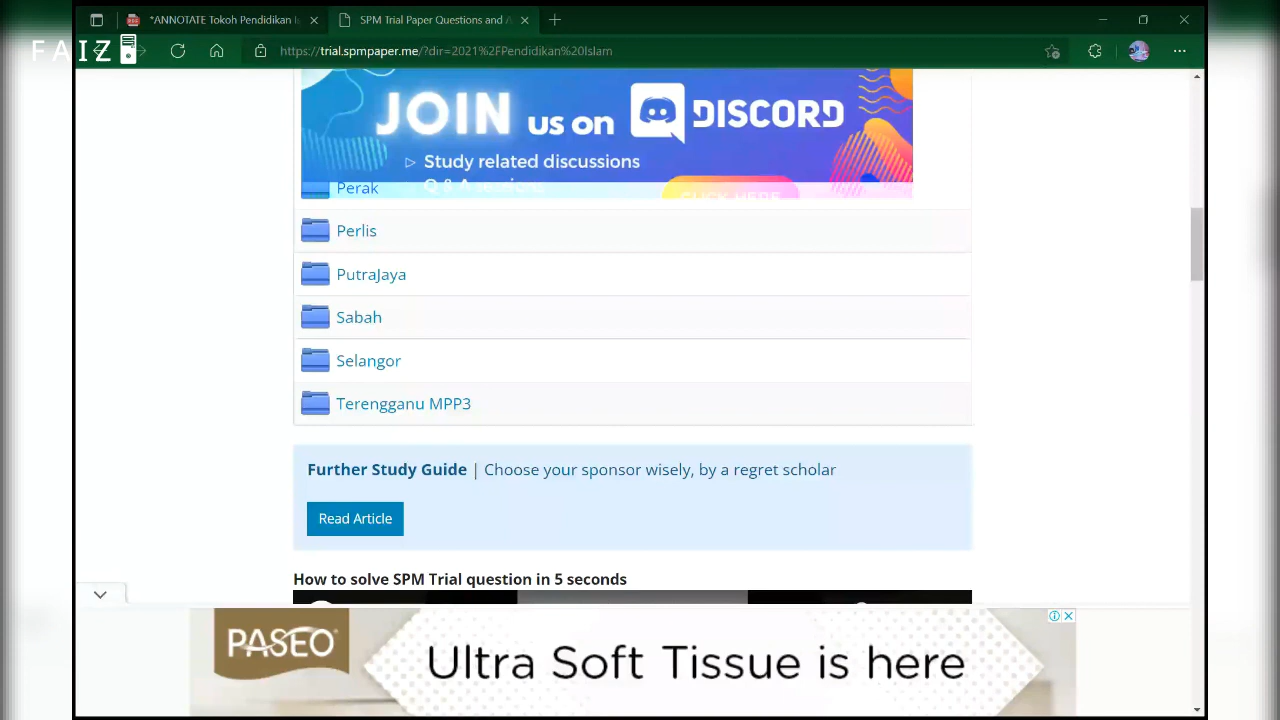 *ANNOTATE Tokoh Pendidikan I
SPM Trial Paper Questions and A
FAIZ
https://trial.spmpaper.me/?dir=2021%2FPendidikan%20Islam
JOIN us on DISCORD
Study related discussions
Q & A sessions
CLICK HERE
Perak
Perlis
PutraJaya
Sabah
Selangor
Terengganu MPP3
Further Study Guide | Choose your sponsor wisely, by a regret scholar
Read Article
How to solve SPM Trial question in 5 seconds
PASEO
Ultra Soft Tissue is here